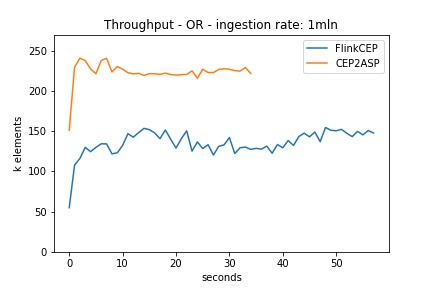 Throughput - OR - ingestion rate: 1mln
FlinkCEP
CEP2ASP
250
200
150
100
50
0
k elements
0 10 20 30 40 50
seconds